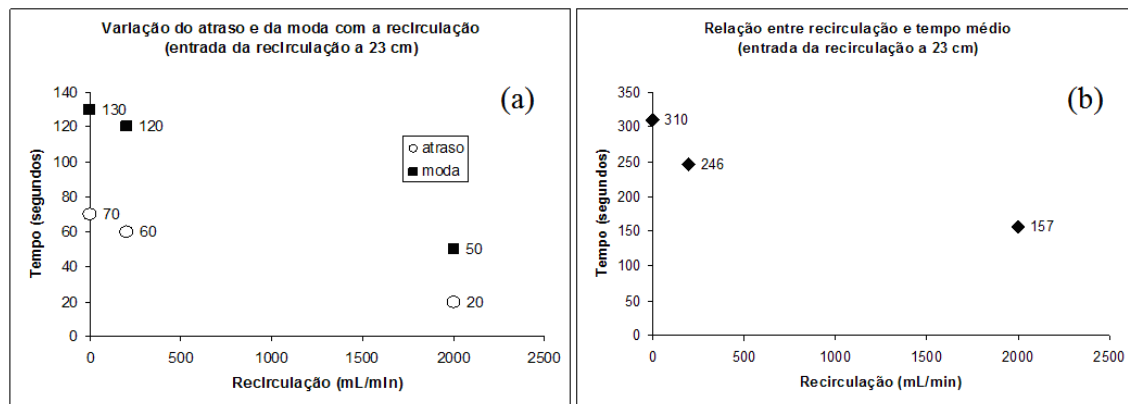 Variação do atraso e da moda com a recirculação
(entrada da recirculação a 23 cm)
(a)
Tempo (segundos)
140
120
100
80
60
40
20
0
130
120
70
60
50
20
atraso
moda
0 500 1000 1500 2000 2500
Recirculação (mL/min)
Relação entre recirculação e tempo médio
(entrada da recirculação a 23 cm)
(b)
Tempo (segundos)
350
300
250
200
150
100
50
0
310
246
157
0 500 1000 1500 2000 2500
Recirculação (mL/min)